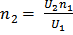 n₂ = U₂n₁ / U₁